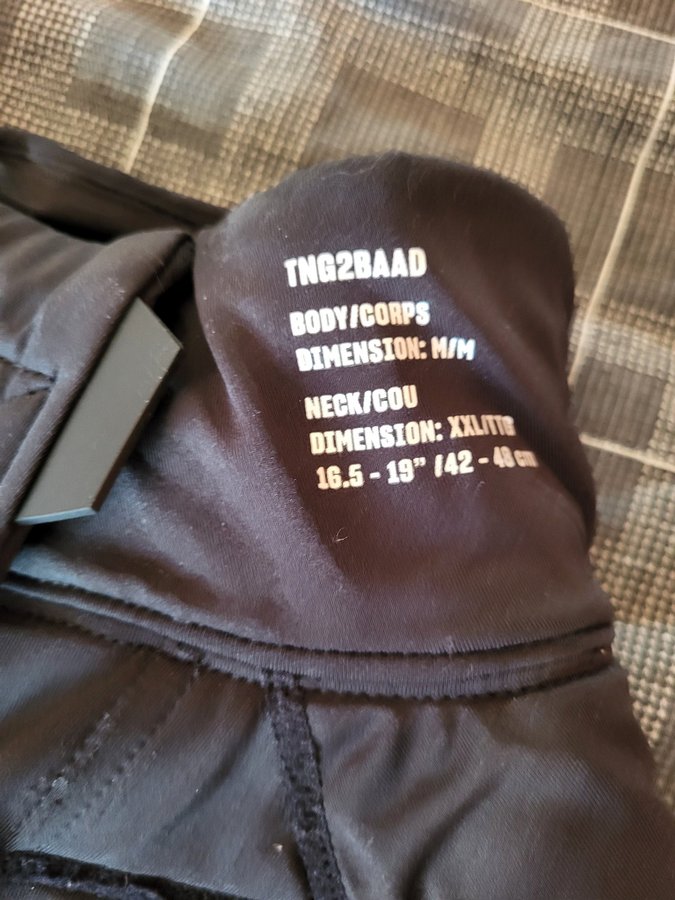 TNG2BAAD
BODY/CORPS
DIMENSION: M/M
NECK/COU
DIMENSION: XXL/TTG
16.5 - 19” /42 - 48 cm